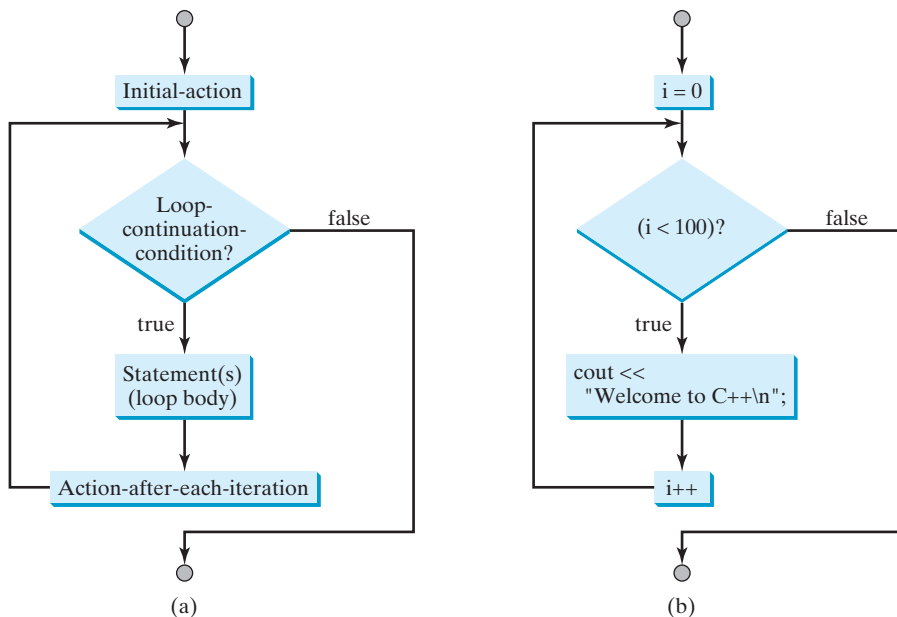 Initial-action
Loop-
continuation-
condition?
false
true
Statement(s)
(loop body)
Action-after-each-iteration
(a)
i = 0
(i < 100)?
false
true
cout <<
"Welcome to C++\n";
i++
(b)